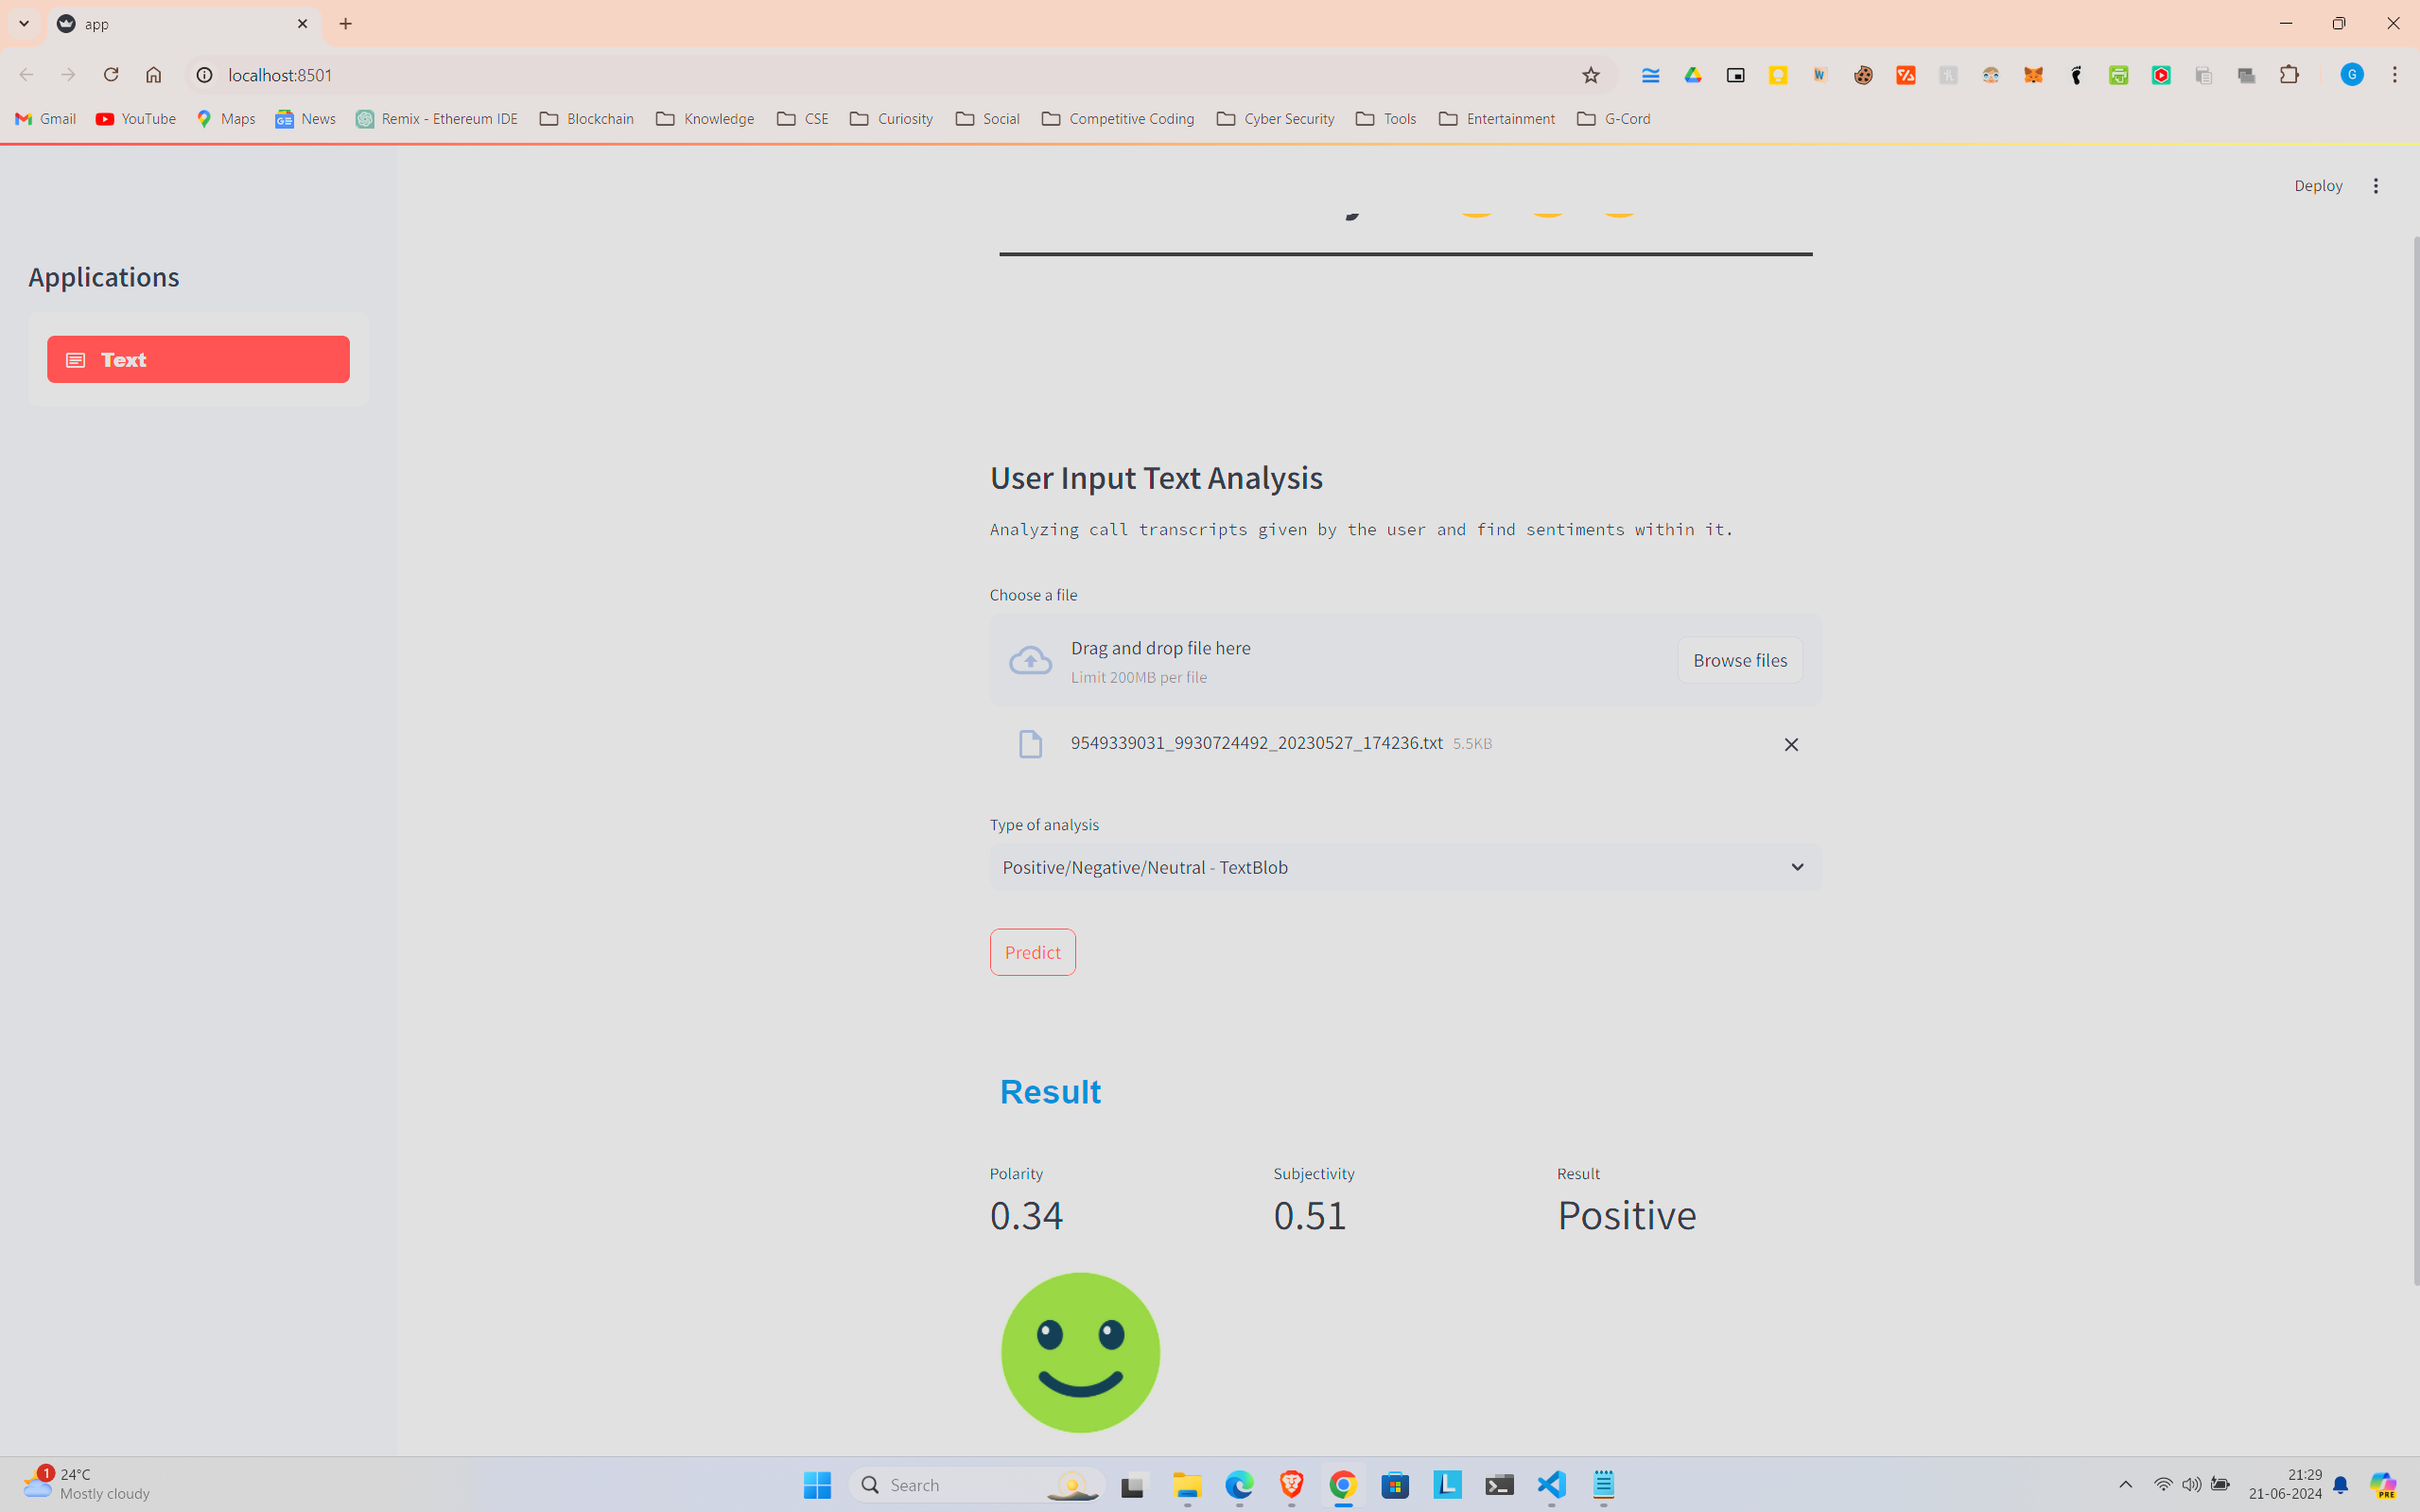 app
localhost:8501
Gmail YouTube Maps News Remix - Ethereum IDE Blockchain Knowledge CSE Curiosity Social Competitive Coding Cyber Security Tools Entertainment G-Cord
G
Deploy
Applications
Text
User Input Text Analysis
Analyzing call transcripts given by the user and find sentiments within it.
Choose a file
Drag and drop file here
Limit 200MB per file
Browse files
9549339031_9930724492_20230527_174236.txt 5.5KB
Type of analysis
Positive/Negative/Neutral - TextBlob
Predict
Result
Polarity Subjectivity Result
0.34 0.51 Positive
1
24°C
Mostly cloudy
Search
L
21:29
21-06-2024
PRE